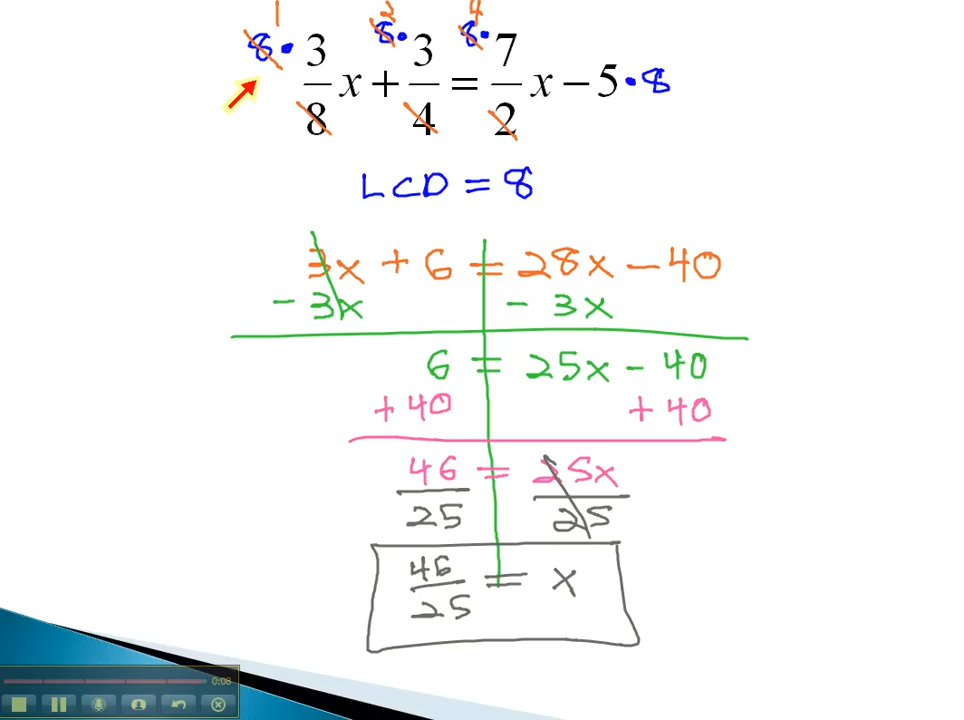 1 2 4
8 • 3/8 x + 8 • 3/4 = 8 • 7/2 x − 5 • 8
LCD = 8
3x + 6 = 28x − 40
− 3x − 3x
6 = 25x − 40
+ 40 + 40
46/25 = 25x/25
46/25 = x
0:08